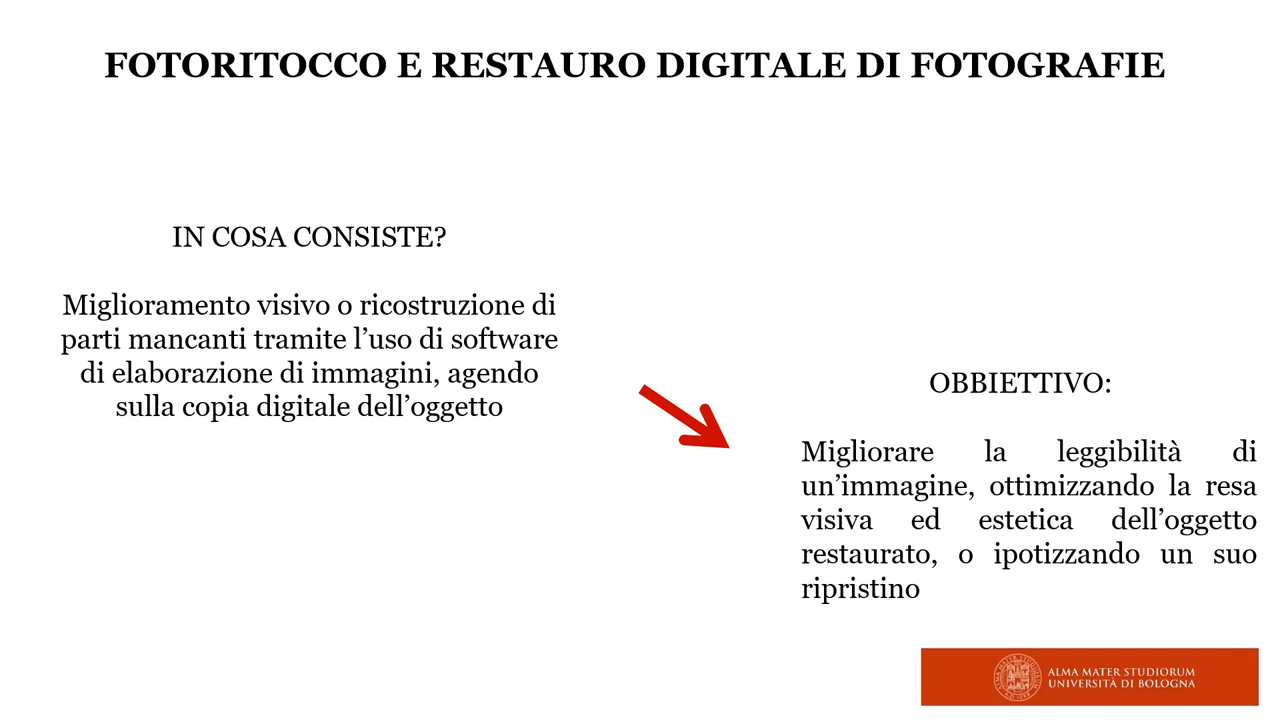 FOTORITOCCO E RESTAURO DIGITALE DI FOTOGRAFIE
IN COSA CONSISTE?
Miglioramento visivo o ricostruzione di
parti mancanti tramite l’uso di software
di elaborazione di immagini, agendo
sulla copia digitale dell’oggetto
OBBIETTIVO:
Migliorare la leggibilità di
un’immagine, ottimizzando la resa
visiva ed estetica dell’oggetto
restaurato, o ipotizzando un suo
ripristino
ALMA MATER STUDIORUM
UNIVERSITÀ DI BOLOGNA